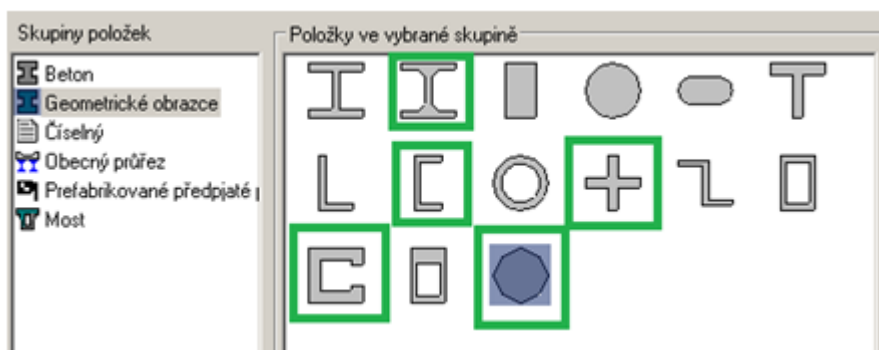 Skupiny položek
Položky ve vybrané skupině
Beton
Geometrické obrazce
Číselný
Obecný průřez
Prefabrikované předpjaté
Most